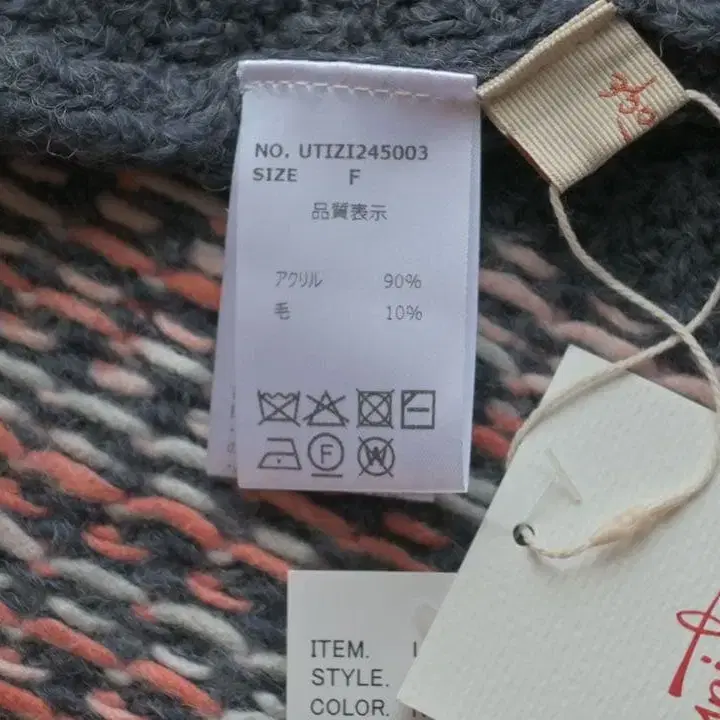 NO. UTIZI245003
SIZE F
品質表示
アクリル 90%
毛 10%
F
W
ITEM.
STYLE.
COLOR.